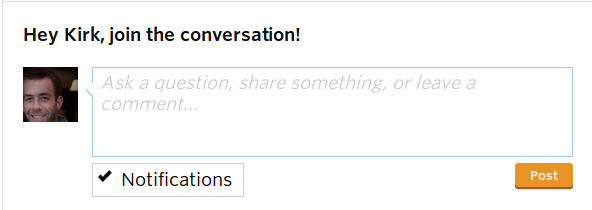 Hey Kirk, join the conversation!
Ask a question, share something, or leave a
comment...
Notifications
Post